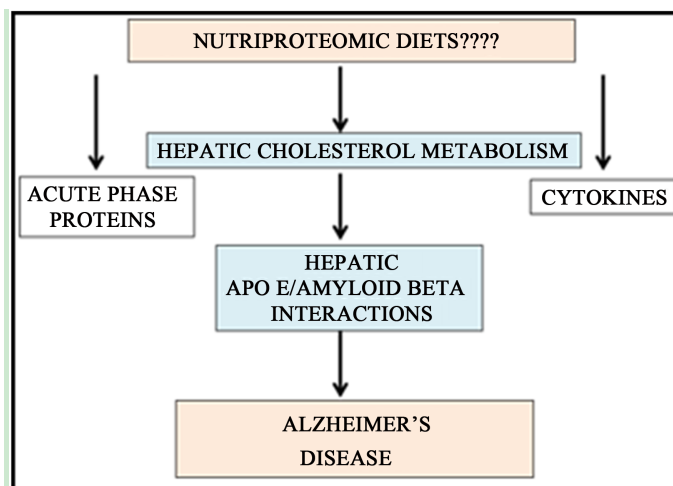 NUTRIPROTEOMIC DIETS????
HEPATIC CHOLESTEROL METABOLISM
ACUTE PHASE
PROTEINS
CYTOKINES
HEPATIC
APO E/AMYLOID BETA
INTERACTIONS
ALZHEIMER’S
DISEASE